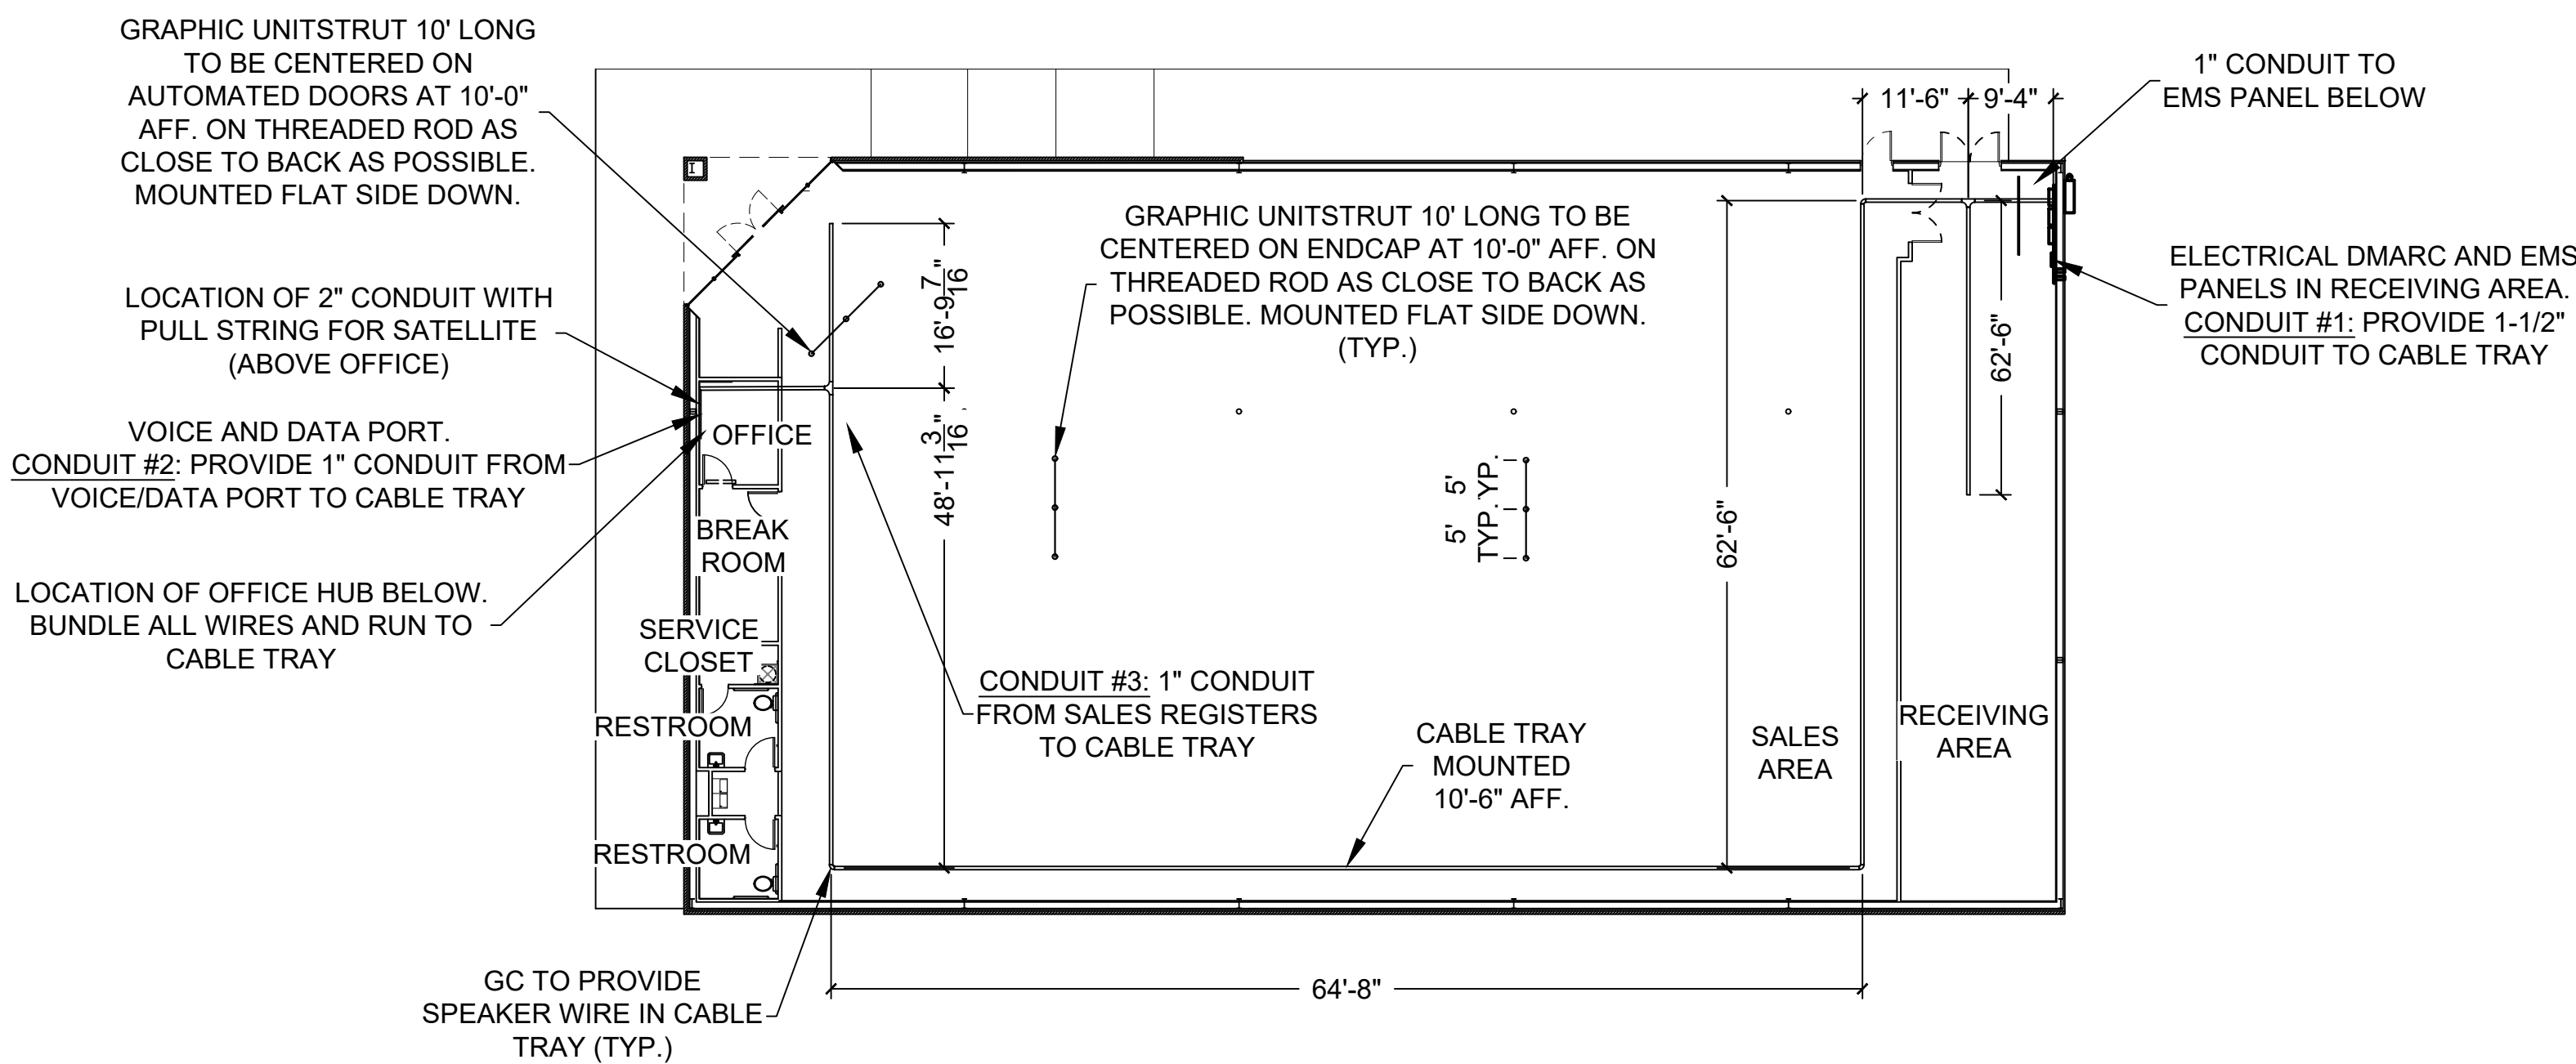 GRAPHIC UNITSTRUT 10' LONG
TO BE CENTERED ON
AUTOMATED DOORS AT 10'-0"
AFF. ON THREADED ROD AS
CLOSE TO BACK AS POSSIBLE.
MOUNTED FLAT SIDE DOWN.
LOCATION OF 2" CONDUIT WITH
PULL STRING FOR SATELLITE
(ABOVE OFFICE)
VOICE AND DATA PORT.
CONDUIT #2: PROVIDE 1" CONDUIT FROM
VOICE/DATA PORT TO CABLE TRAY
LOCATION OF OFFICE HUB BELOW.
BUNDLE ALL WIRES AND RUN TO
CABLE TRAY
OFFICE
BREAK
ROOM
SERVICE
CLOSET
RESTROOM
RESTROOM
GC TO PROVIDE
SPEAKER WIRE IN CABLE
TRAY (TYP.)
16'-9 7/16"
48'-11 3/16"
GRAPHIC UNITSTRUT 10' LONG TO BE
CENTERED ON ENDCAP AT 10'-0" AFF. ON
THREADED ROD AS CLOSE TO BACK AS
POSSIBLE. MOUNTED FLAT SIDE DOWN.
(TYP.)
5'
TYP.
5'
YP.
CONDUIT #3: 1" CONDUIT
FROM SALES REGISTERS
TO CABLE TRAY
CABLE TRAY
MOUNTED
10'-6" AFF.
62'-6"
64'-8"
SALES
AREA
RECEIVING
AREA
11'-6"
9'-4"
62'-6"
1" CONDUIT TO
EMS PANEL BELOW
ELECTRICAL DMARC AND EMS
PANELS IN RECEIVING AREA.
CONDUIT #1: PROVIDE 1-1/2"
CONDUIT TO CABLE TRAY